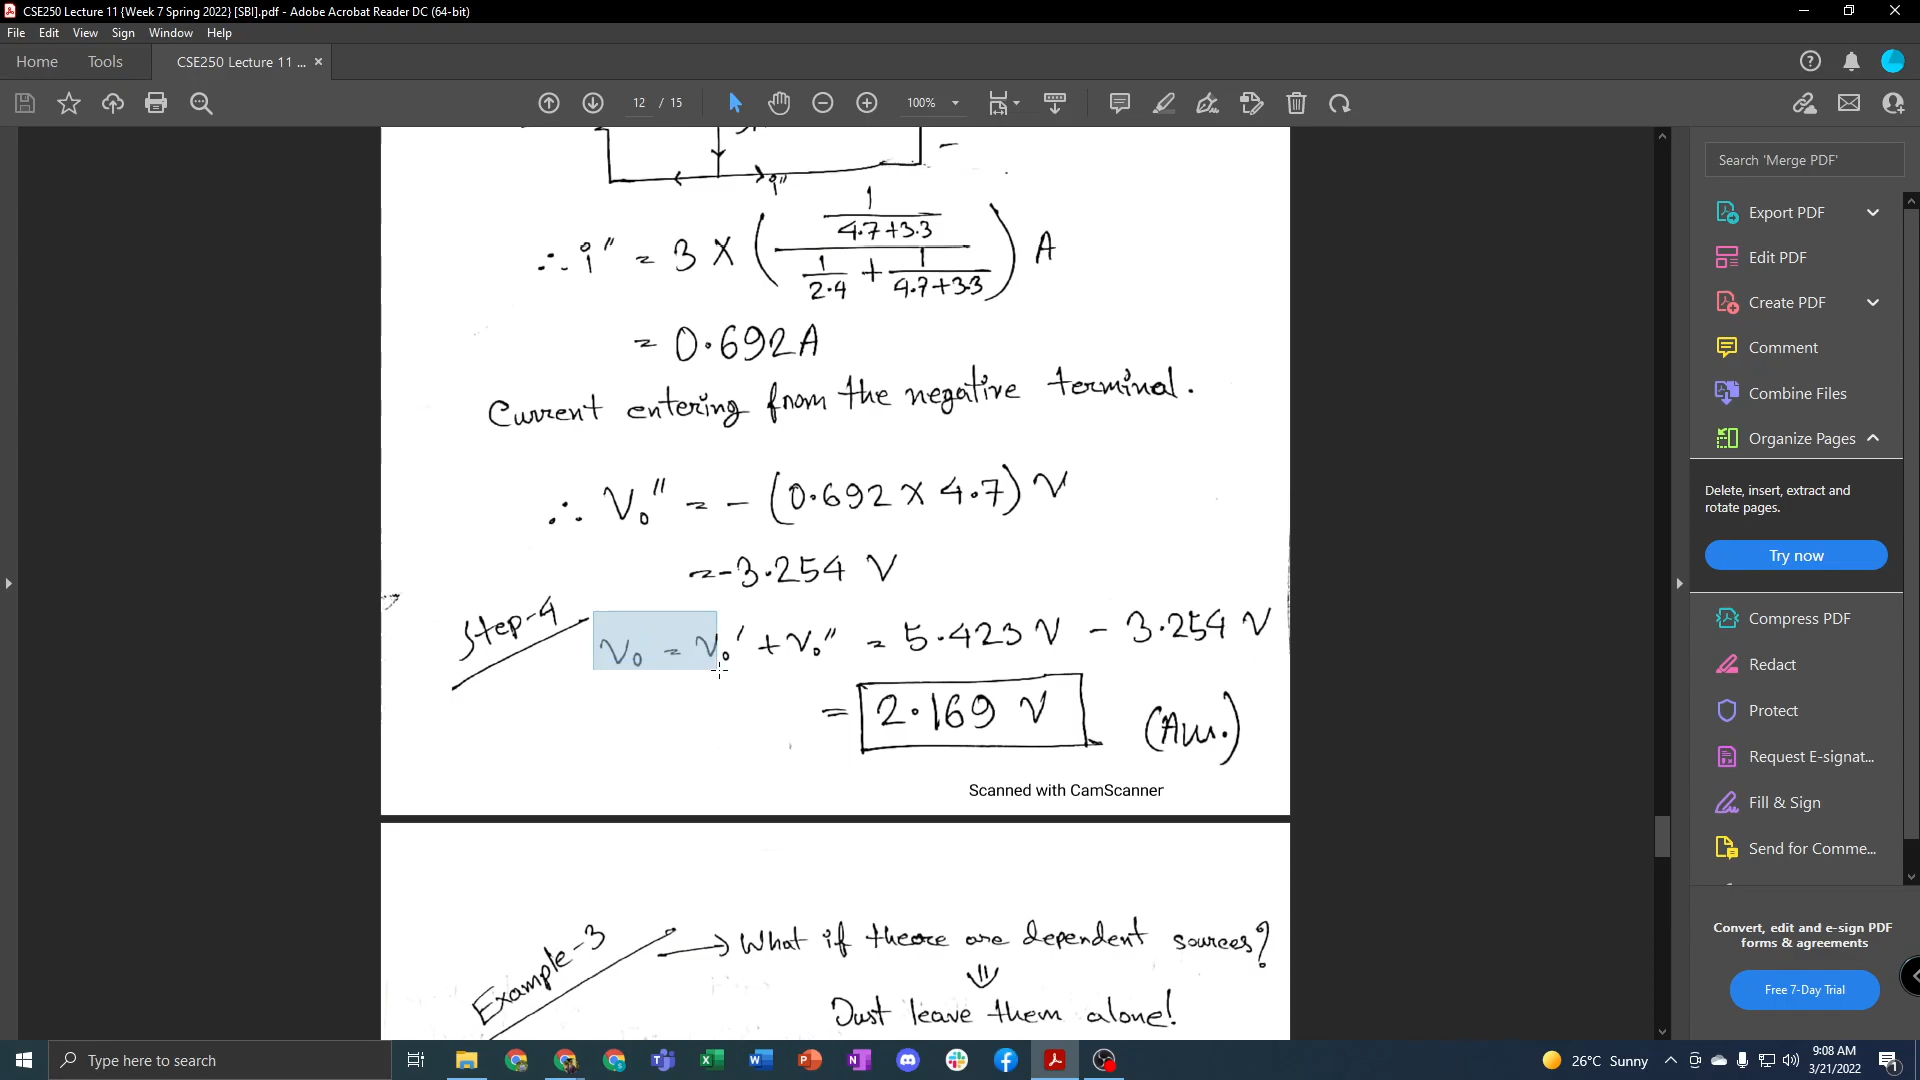 CSE250 Lecture 11 {Week 7 Spring 2022} [SBI].pdf - Adobe Acrobat Reader DC (64-bit)
File Edit View Sign Window Help
Home Tools CSE250 Lecture 11 ... ×
12 / 15 100%
Search 'Merge PDF'
Export PDF
Edit PDF
Create PDF
Comment
Combine Files
Organize Pages
Delete, insert, extract and
rotate pages.
Try now
Compress PDF
Redact
Protect
Request E-signat...
Fill & Sign
Send for Comme...
Convert, edit and e-sign PDF
forms & agreements
Free 7-Day Trial
i″
∴ i″ = 3 × ( (1/(4.7+3.3)) / (1/2.4 + 1/(4.7+3.3)) ) A
= 0.692A
Current entering from the negative terminal.
∴ V₀″ = - (0.692 × 4.7) V
= -3.254 V
Step-4 V₀ = V₀′ + V₀″ = 5.423 V - 3.254 V
= 2.169 V (Ans.)
Scanned with CamScanner
Example-3 → What if there are dependent sources?
⇓
Just leave them alone!
Type here to search
26°C Sunny
9:08 AM
3/21/2022
1